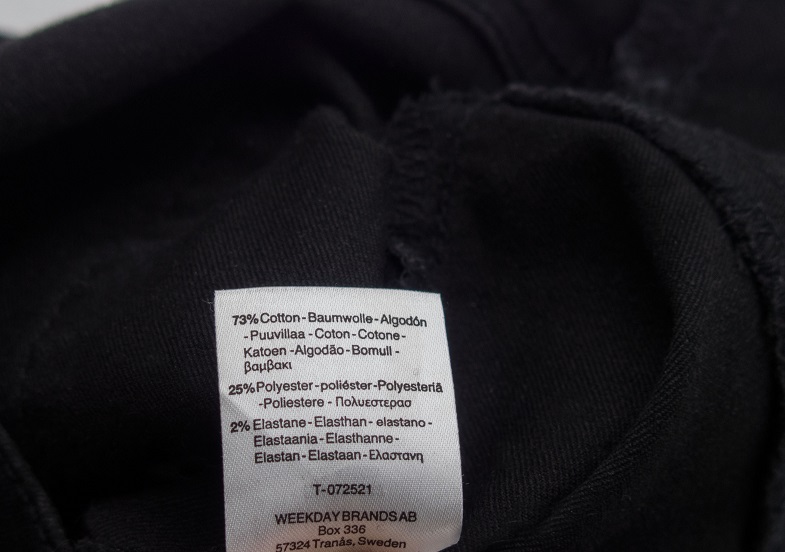 73% Cotton - Baumwolle - Algodón
- Puuvillaa - Coton - Cotone -
Katoen - Algodão - Bomull -
βαμβακι
25% Polyester - poliéster - Polyesteriä
- Poliestere - Πολυεστερασ
2% Elastane - Elasthan - elastano -
Elastaania - Elasthanne -
Elastan - Elastaan - Ελαστανη
T-072521
WEEKDAY BRANDS AB
Box 336
57324 Tranås, Sweden